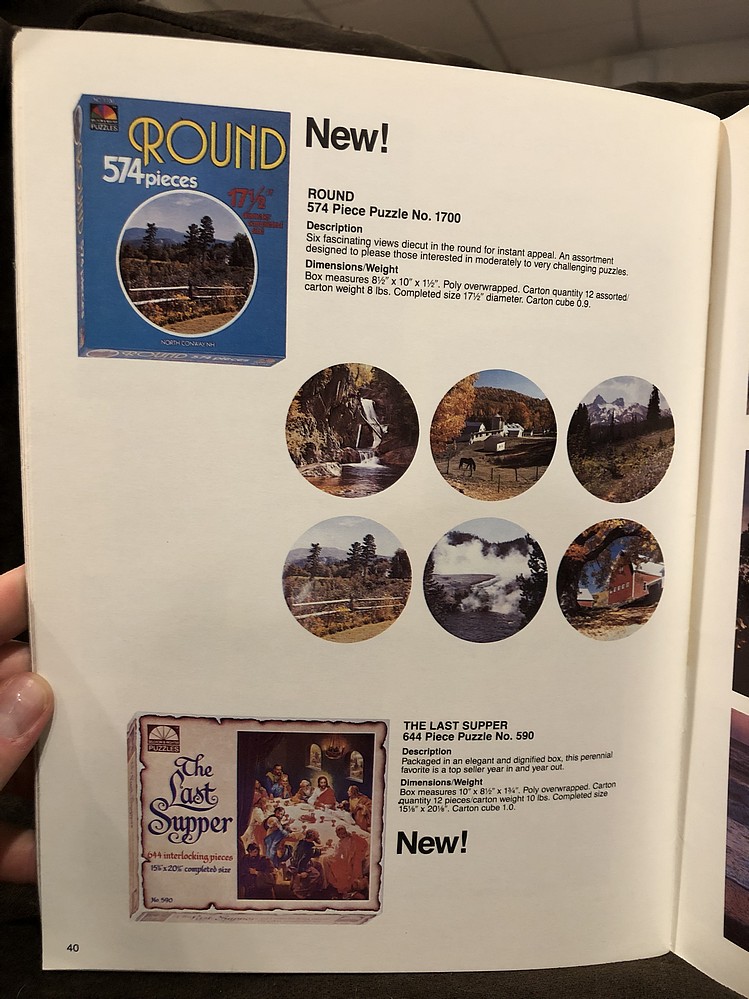 PUZZLES
ROUND
574 pieces
17½"
NORTH CONWAY NH
ROUND 574 pieces
New!
ROUND
574 Piece Puzzle No. 1700
Description
Six fascinating views diecut in the round for instant appeal. An assortment
designed to please those interested in moderately to very challenging puzzles.
Dimensions/Weight
Box measures 8½" x 10" x 1½". Poly overwrapped. Carton quantity 12 assorted/
carton weight 8 lbs. Completed size 17½" diameter. Carton cube 0.9.
PUZZLES
The
Last
Supper
644 interlocking pieces
15⅛ x 20⅛ completed size
No 590
THE LAST SUPPER
644 Piece Puzzle No. 590
Description
Packaged in an elegant and dignified box, this perennial
favorite is a top seller year in and year out.
Dimensions/Weight
Box measures 10" x 8½" x 1¾". Poly overwrapped. Carton
quantity 12 pieces/carton weight 10 lbs. Completed size
15⅛" x 20⅛". Carton cube 1.0.
New!
40